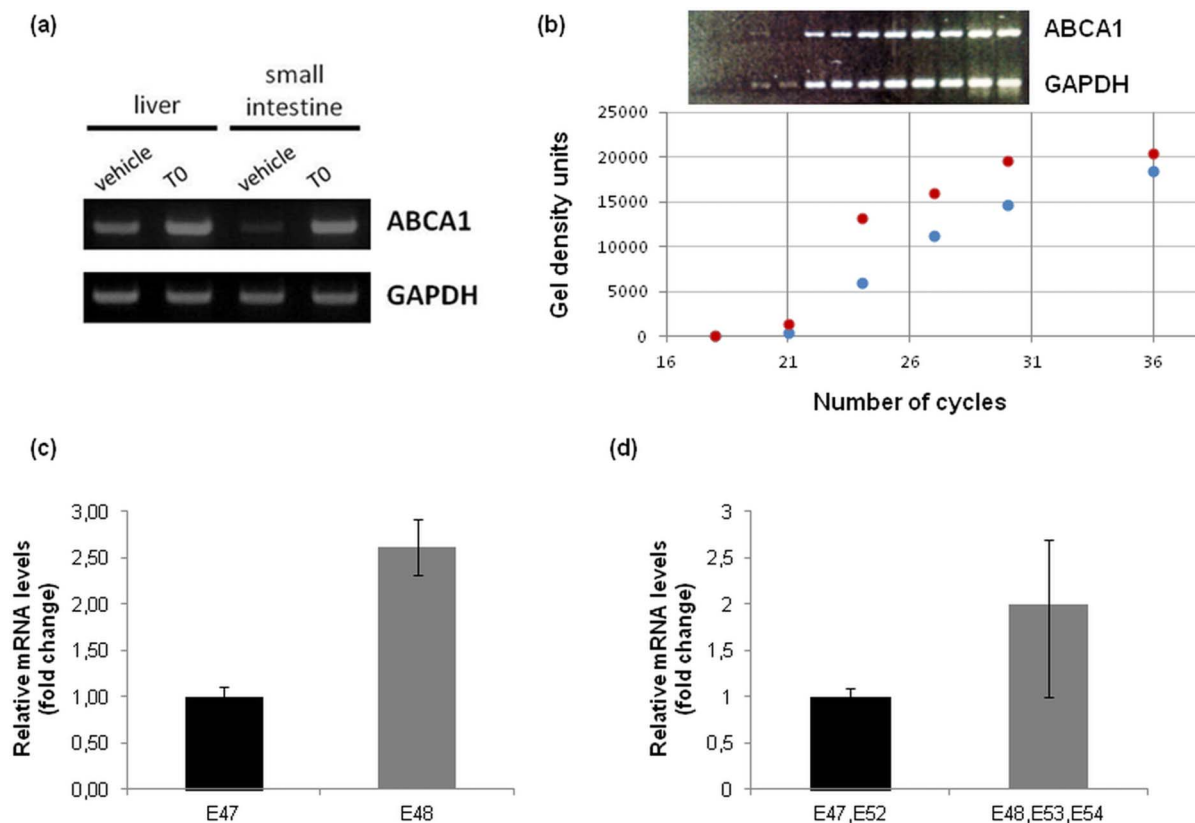 (a)
small
liver intestine
vehicle T0 vehicle T0
ABCA1
GAPDH
(b)
ABCA1
GAPDH
25000
20000
15000
10000
5000
0
16 21 26 31 36
Gel density units
Number of cycles
(c)
Relative mRNA levels
(fold change)
3,00
2,50
2,00
1,50
1,00
0,50
0,00
E47 E48
(d)
Relative mRNA levels
(fold change)
3
2,5
2
1,5
1
0,5
0
E47,E52 E48,E53,E54